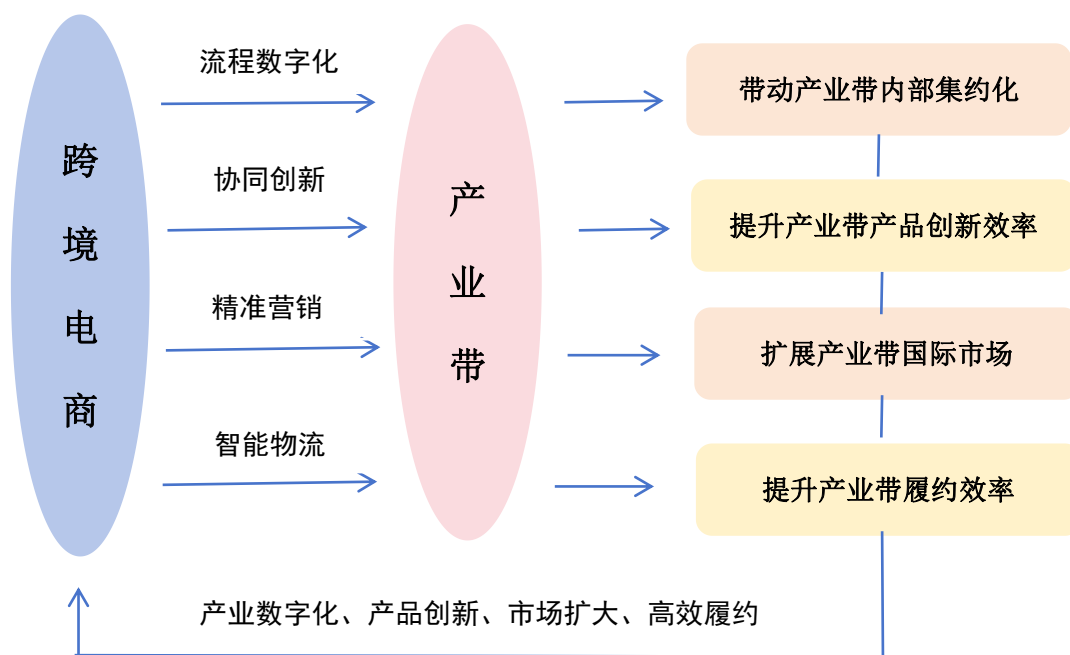 跨境电商
流程数字化
协同创新
精准营销
智能物流
产业带
带动产业带内部集约化
提升产业带产品创新效率
扩展产业带国际市场
提升产业带履约效率
产业数字化、产品创新、市场扩大、高效履约